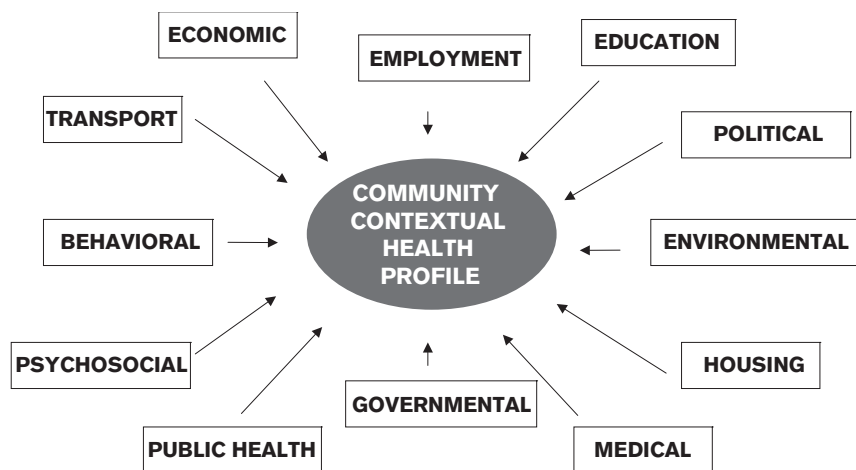 ECONOMIC
EMPLOYMENT
EDUCATION
TRANSPORT
POLITICAL
COMMUNITY
CONTEXTUAL
HEALTH
PROFILE
BEHAVIORAL
ENVIRONMENTAL
PSYCHOSOCIAL
HOUSING
GOVERNMENTAL
PUBLIC HEALTH
MEDICAL